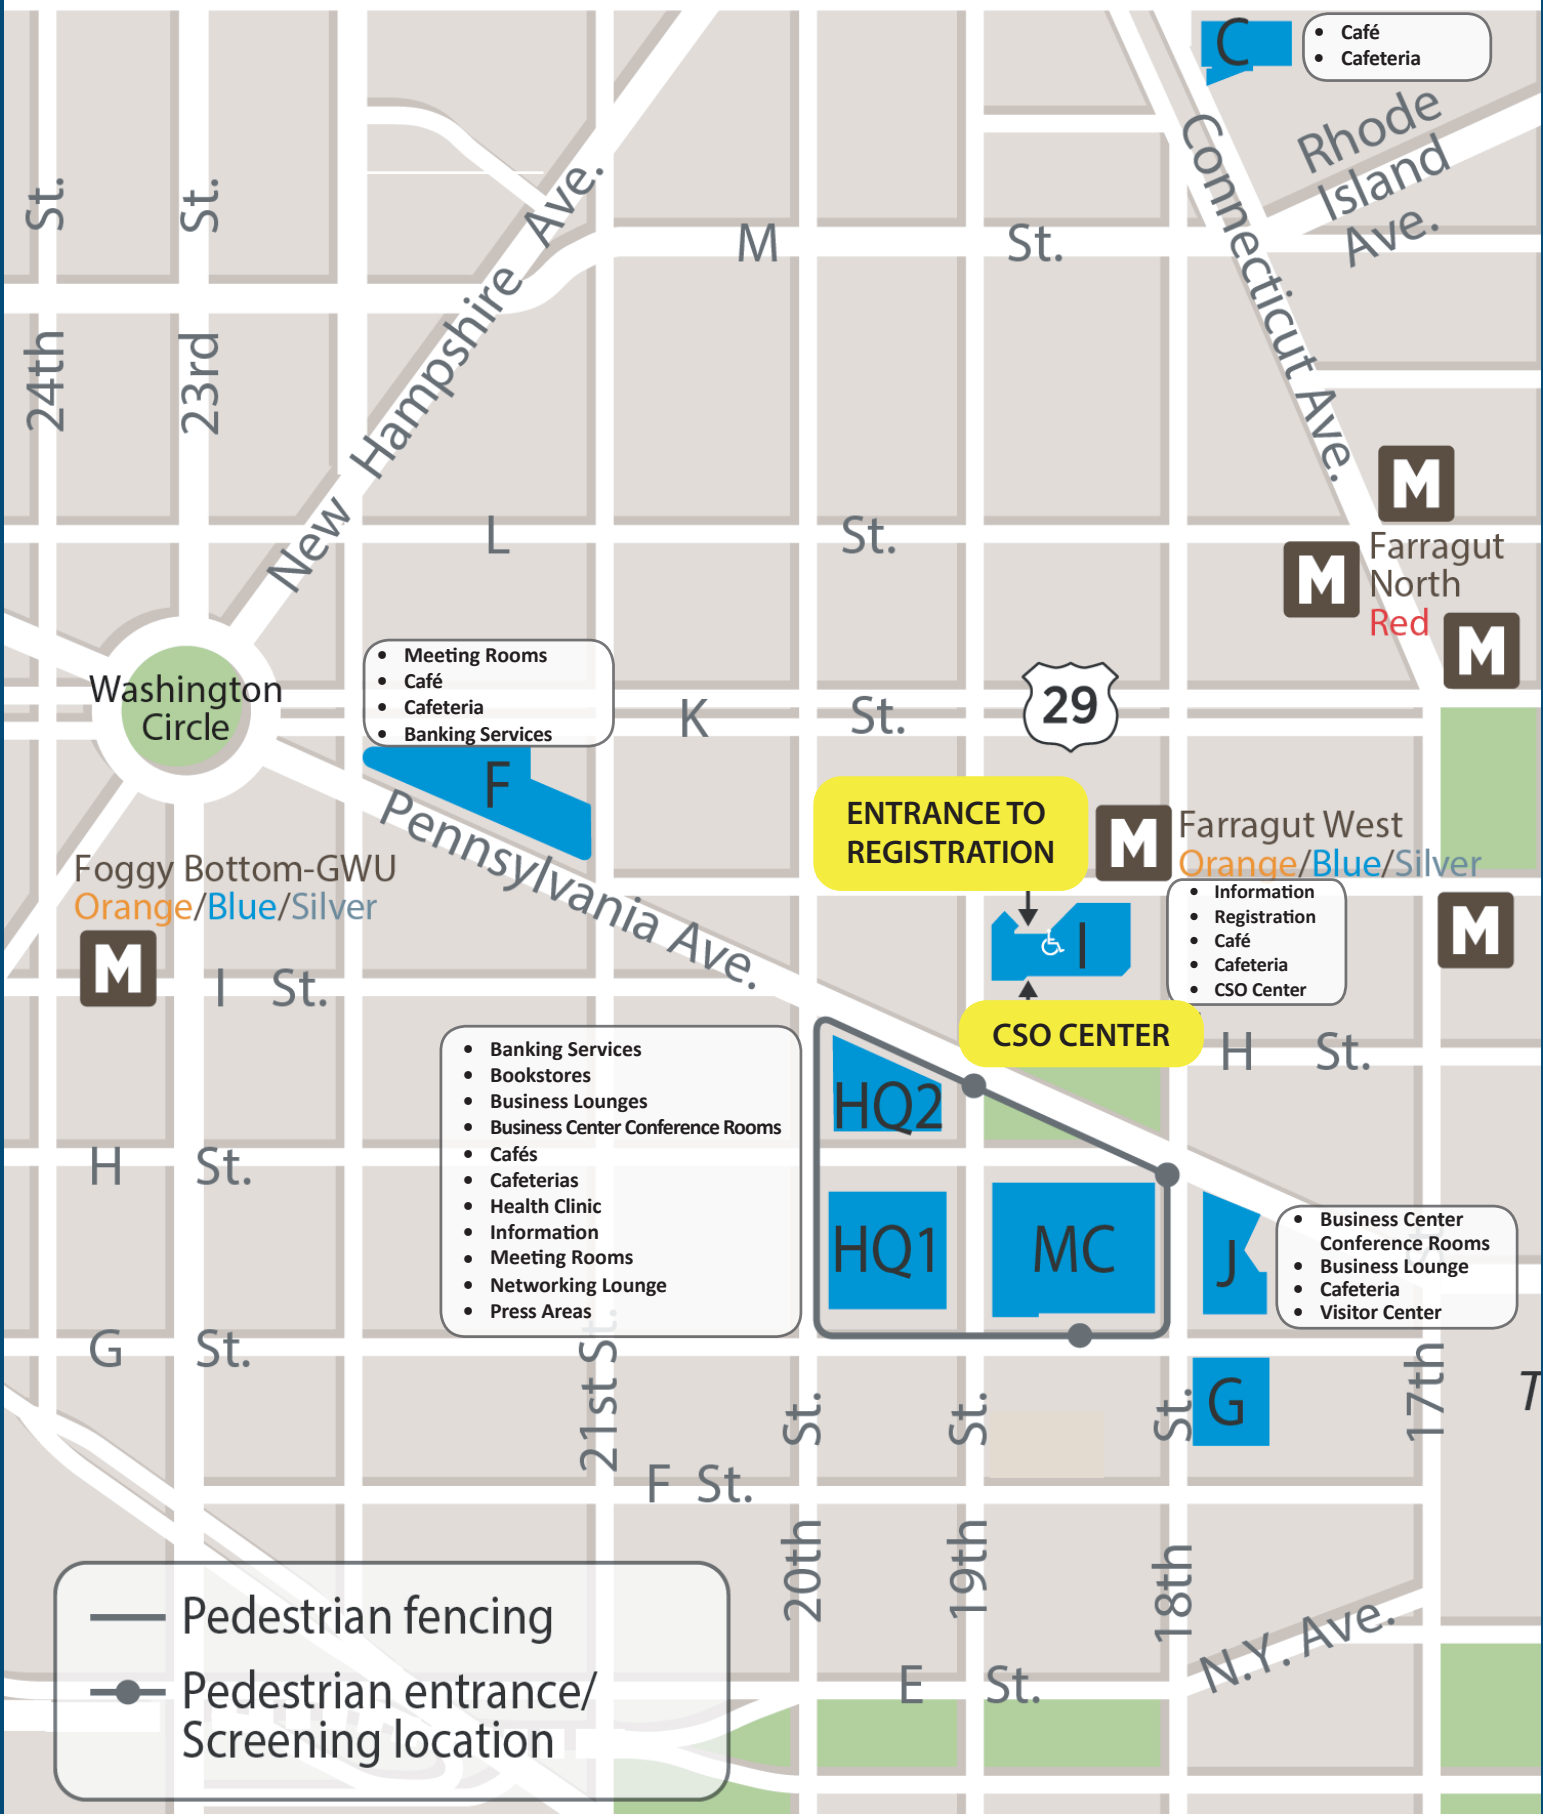 C
• Café
• Cafeteria
Rhode
Island
Ave.
Connecticut Ave.
24th St.
23rd St.
New Hampshire Ave.
M St.
L St.
M
M
Farragut
North
Red
M
Washington
Circle
• Meeting Rooms
• Café
• Cafeteria
• Banking Services
F
K St.
29
ENTRANCE TO
REGISTRATION
M
Farragut West
Orange/Blue/Silver
Pennsylvania Ave.
Foggy Bottom-GWU
Orange/Blue/Silver
M
I St.
I
• Information
• Registration
• Café
• Cafeteria
• CSO Center
M
CSO CENTER
H St.
• Banking Services
• Bookstores
• Business Lounges
• Business Center Conference Rooms
• Cafés
• Cafeterias
• Health Clinic
• Information
• Meeting Rooms
• Networking Lounge
• Press Areas
HQ2
H St.
HQ1
MC
J
• Business Center
Conference Rooms
• Business Lounge
• Cafeteria
• Visitor Center
G St.
21st St.
20th St.
19th St.
18th St.
17th
G
T
F St.
N.Y. Ave.
E St.
Pedestrian fencing
Pedestrian entrance/
Screening location